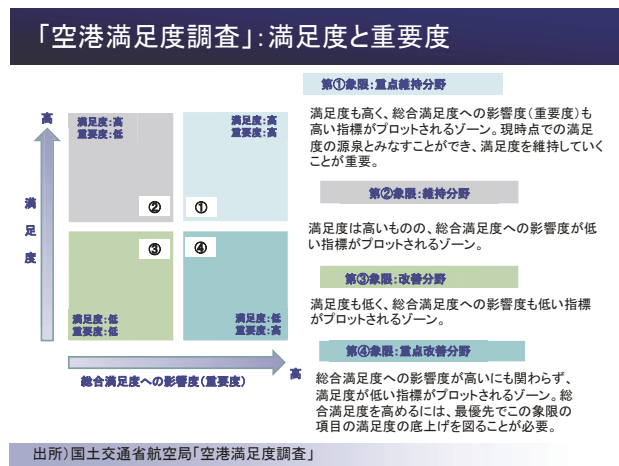 「空港満足度調査」：満足度と重要度
第①象限：重点維持分野
満足度も高く、総合満足度への影響度（重要度）も
高い指標がプロットされるゾーン。現時点での満足
度の源泉とみなすことができ、満足度を維持していく
ことが重要。
第②象限：維持分野
満足度は高いものの、総合満足度への影響度が低
い指標がプロットされるゾーン。
第③象限：改善分野
満足度も低く、総合満足度への影響度も低い指標
がプロットされるゾーン。
第④象限：重点改善分野
総合満足度への影響度が高いにも関わらず、
満足度が低い指標がプロットされるゾーン。総
合満足度を高めるには、最優先でこの象限の
項目の満足度の底上げを図ることが必要。
高
満足度
満足度：高
重要度：低
②
満足度：高
重要度：高
①
③
満足度：低
重要度：低
④
満足度：低
重要度：高
総合満足度への影響度（重要度）
高
出所）国土交通省航空局「空港満足度調査」